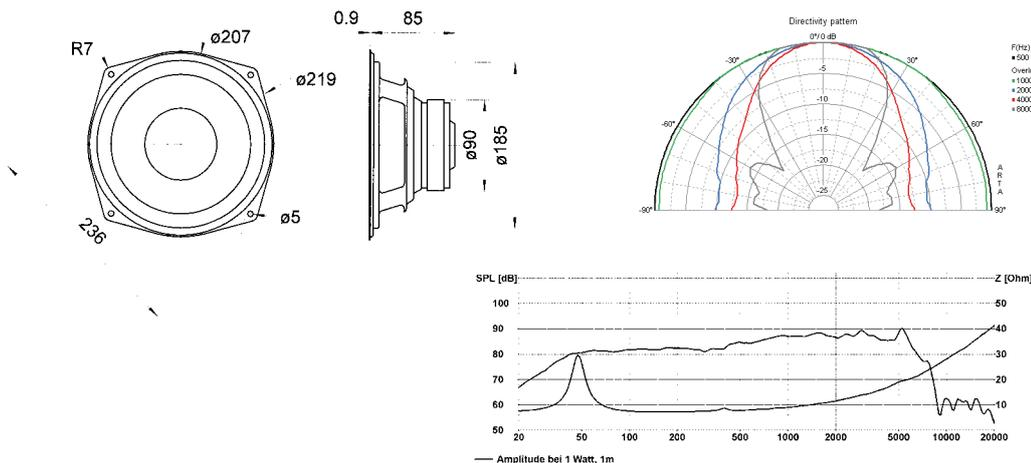 0.9 85
R7
ø207
ø219
ø90
ø185
ø5
236
Directivity pattern
0°/0 dB
-30° 30°
-5
-10
-60° 60°
-15
-20
-25
-90° 90°
F(Hz)
500
Overl
1000
2000
4000
8000
A
R
T
A
SPL [dB] Z [Ohm]
100 50
90 40
80 30
70 20
60 10
50
20 50 100 200 500 1000 2000 5000 10000 20000
Amplitude bei 1 Watt, 1m